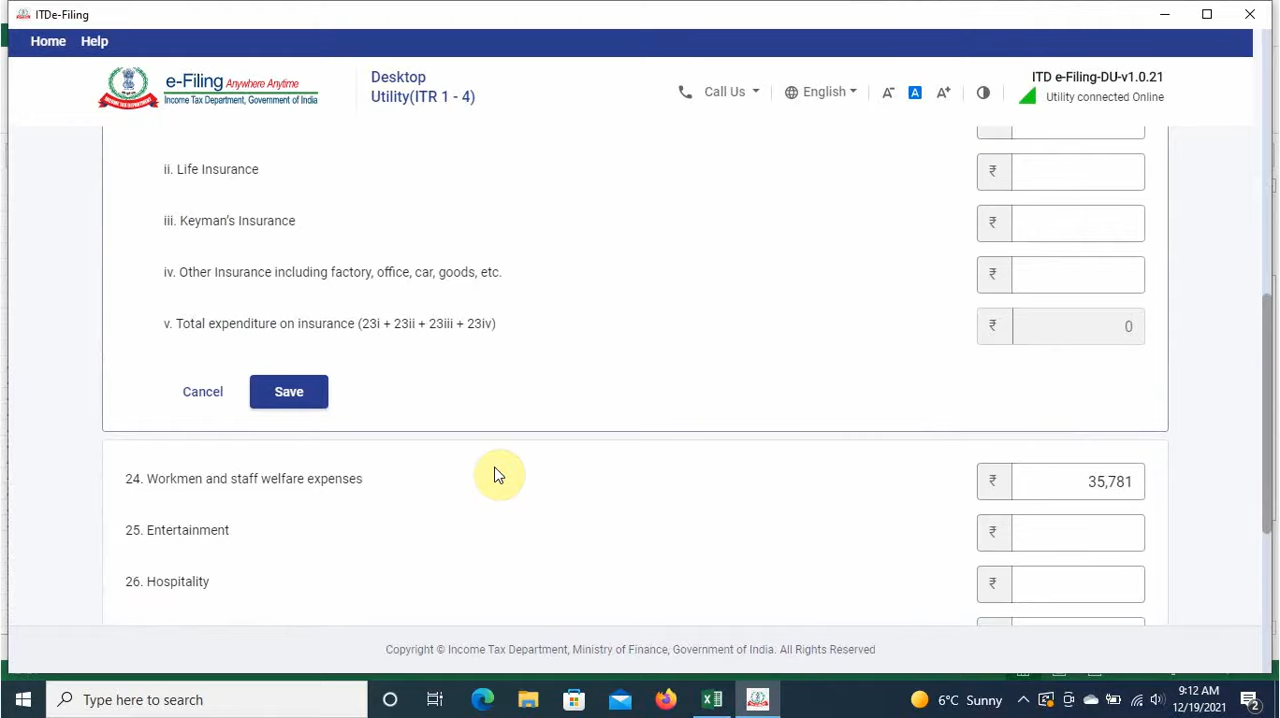 ITDe-Filing
Home Help
e-Filing Anywhere Anytime
Income Tax Department, Government of India
Desktop
Utility(ITR 1 - 4)
Call Us
English
A-
A
A+
ITD e-Filing-DU-v1.0.21
Utility connected Online
ii. Life Insurance ₹
iii. Keyman's Insurance ₹
iv. Other Insurance including factory, office, car, goods, etc. ₹
v. Total expenditure on insurance (23i + 23ii + 23iii + 23iv) ₹ 0
Cancel Save
24. Workmen and staff welfare expenses ₹ 35,781
25. Entertainment ₹
26. Hospitality ₹
Copyright © Income Tax Department, Ministry of Finance, Government of India. All Rights Reserved
Type here to search
6°C Sunny
9:12 AM
12/19/2021
2